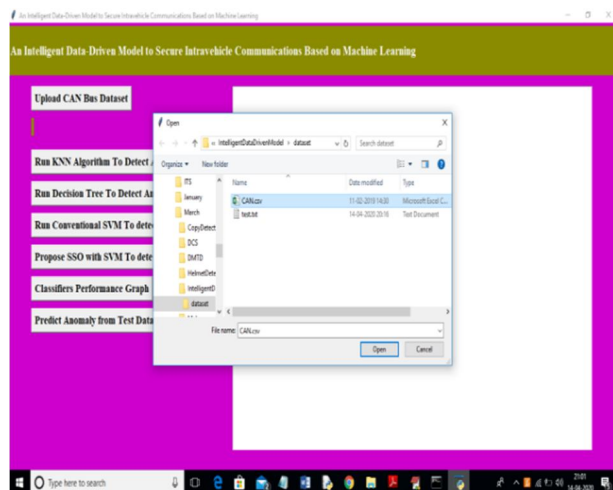 An Intelligent Data-Driven Model to Secure Intravehicle Communications Based on Machine Learning
An Intelligent Data-Driven Model to Secure Intravehicle Communications Based on Machine Learning
Upload CAN Bus Dataset
Run KNN Algorithm To Detect A
Run Decision Tree To Detect An
Run Conventional SVM To dete
Propose SSO with SVM To dete
Classifiers Performance Graph
Predict Anomaly from Test Data
Open
« IntelligentDataDrivenModel > dataset
Search dataset
Organize
New folder
ITS
January
March
CopyDetect
DCS
DMTD
HelmetDete
IntelligentD
dataset
Name Date modified Type
CAN.csv 11-02-2019 14:30 Microsoft Excel C...
test.txt 14-04-2020 20:16 Text Document
File name: CAN.csv
Open
Cancel
Type here to search
21:01
14-04-2020